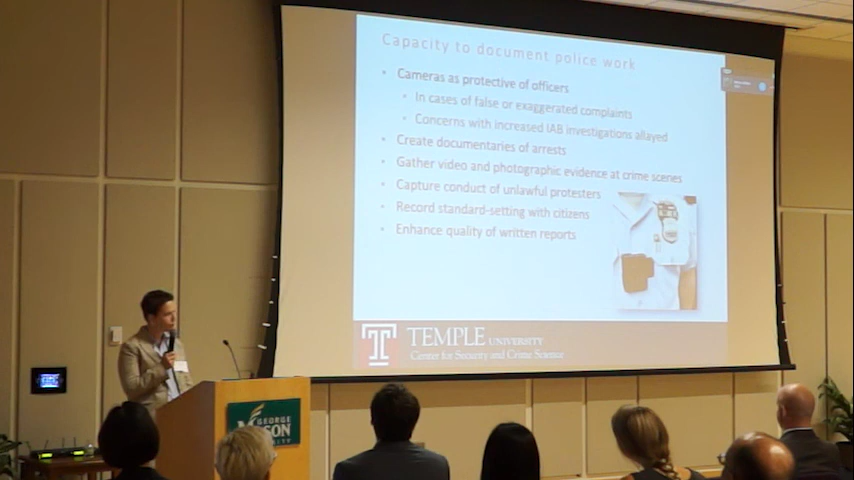 Capacity to document police work
Cameras as protective of officers
In cases of false or exaggerated complaints
Concerns with increased IAB investigations allayed
Create documentaries of arrests
Gather video and photographic evidence at crime scenes
Capture conduct of unlawful protesters
Record standard-setting with citizens
Enhance quality of written reports
T
TEMPLE UNIVERSITY
Center for Security and Crime Science
GEORGE
MASON
UNIVERSITY